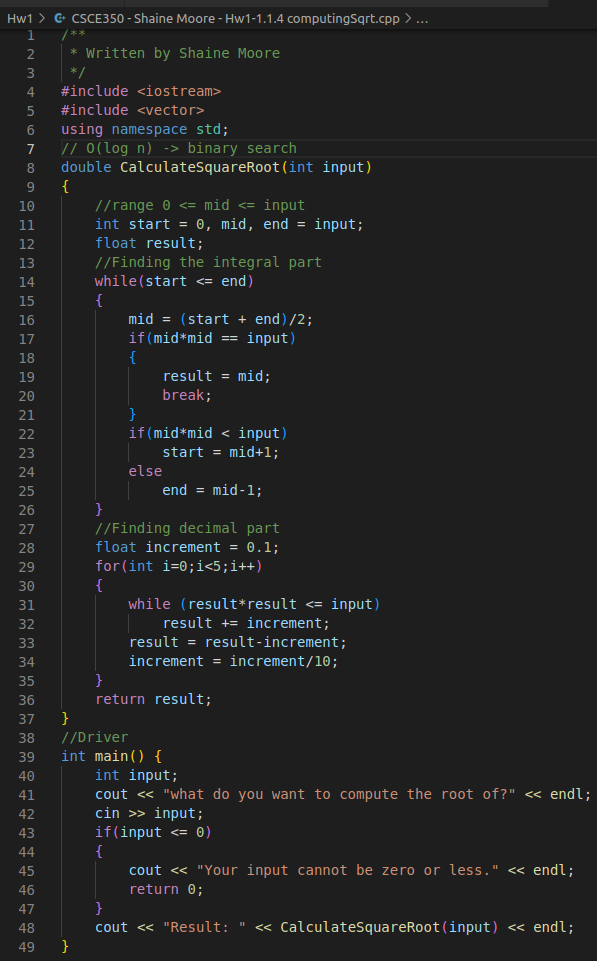 Hw1 > C++ CSCE350 - Shaine Moore - Hw1-1.1.4 computingSqrt.cpp > ...
1 /**
2  * Written by Shaine Moore
3  */
4 #include <iostream>
5 #include <vector>
6 using namespace std;
7 // O(log n) -> binary search
8 double CalculateSquareRoot(int input)
9 {
10     //range 0 <= mid <= input
11     int start = 0, mid, end = input;
12     float result;
13     //Finding the integral part
14     while(start <= end)
15     {
16         mid = (start + end)/2;
17         if(mid*mid == input)
18         {
19             result = mid;
20             break;
21         }
22         if(mid*mid < input)
23             start = mid+1;
24         else
25             end = mid-1;
26     }
27     //Finding decimal part
28     float increment = 0.1;
29     for(int i=0;i<5;i++)
30     {
31         while (result*result <= input)
32             result += increment;
33         result = result-increment;
34         increment = increment/10;
35     }
36     return result;
37 }
38 //Driver
39 int main() {
40     int input;
41     cout << "what do you want to compute the root of?" << endl;
42     cin >> input;
43     if(input <= 0)
44     {
45         cout << "Your input cannot be zero or less." << endl;
46         return 0;
47     }
48     cout << "Result: " << CalculateSquareRoot(input) << endl;
49 }